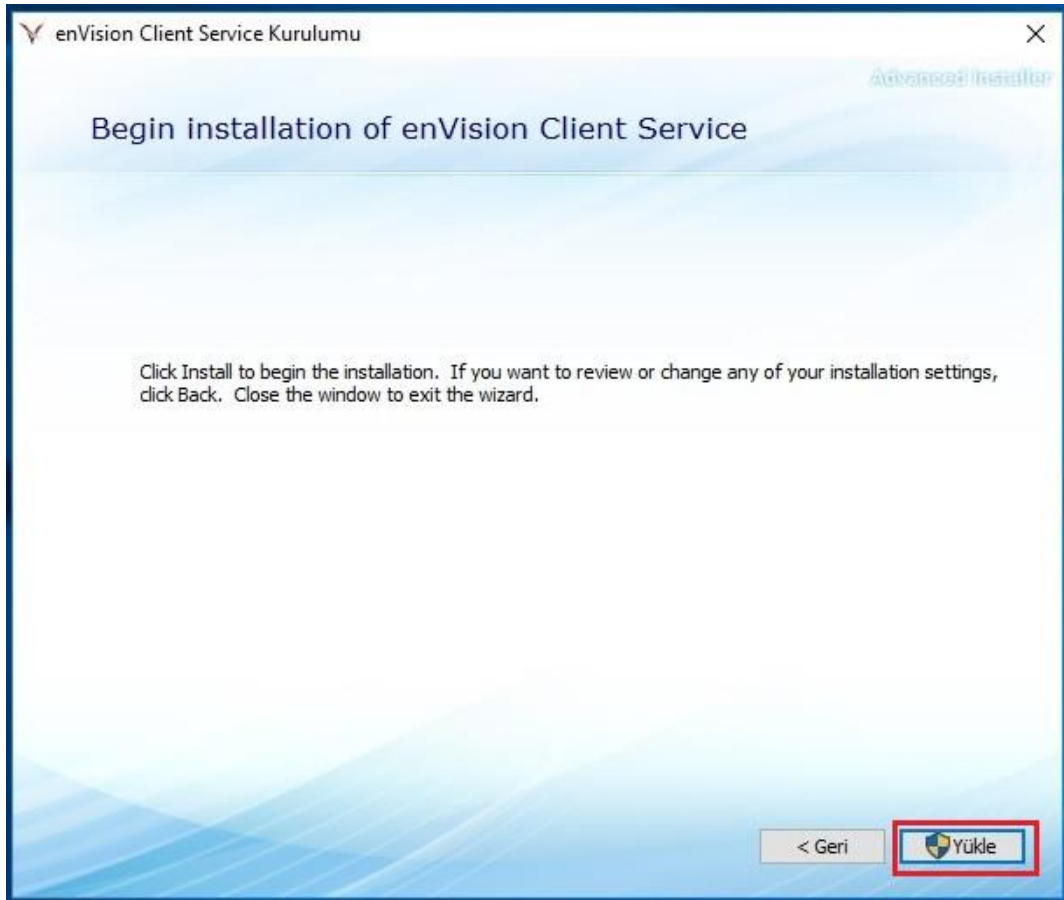 enVision Client Service Kurulumu
Advanced Installer
Begin installation of enVision Client Service
Click Install to begin the installation.  If you want to review or change any of your installation settings,
click Back.  Close the window to exit the wizard.
< Geri
Yükle